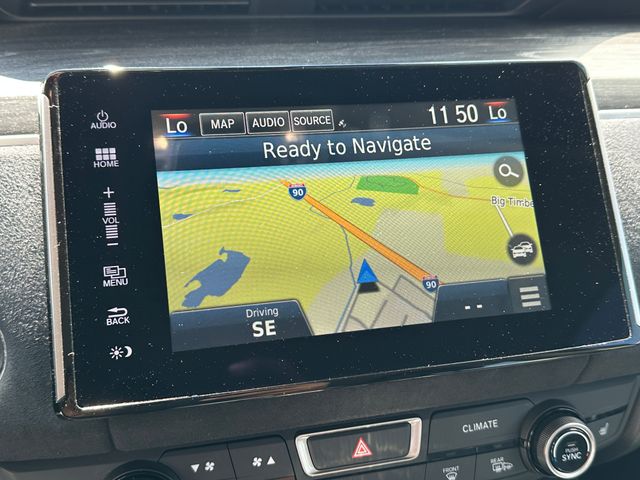 Lo MAP AUDIO SOURCE 11 50 Lo
Ready to Navigate
AUDIO
HOME
+
VOL
-
MENU
BACK
90
Big Timbe
90
Driving
SE
--
CLIMATE
PUSH
SYNC
FRONT
REAR